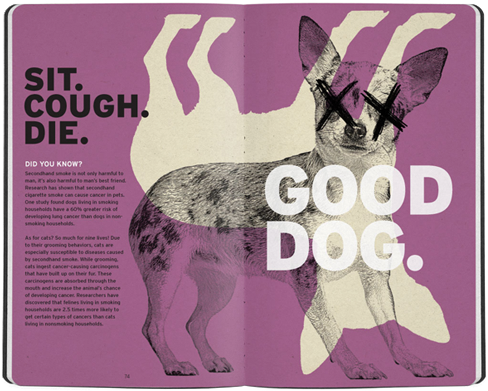 SIT.
COUGH.
DIE.
DID YOU KNOW?
Secondhand smoke is not only harmful to
man, it's also harmful to man's best friend.
Research has shown that secondhand
cigarette smoke can cause cancer in pets.
One study found dogs living in smoking
households have a 60% greater risk of
developing lung cancer than dogs in non-
smoking households.
As for cats? So much for nine lives! Due
to their grooming behaviors, cats are
especially susceptible to diseases caused
by secondhand smoke. While grooming,
cats ingest cancer-causing carcinogens
that have built up on their fur. These
carcinogens are absorbed through the
mouth and increase the animal's chance
of developing cancer. Researchers have
discovered that felines living in smoking
households are 2.5 times more likely to
get certain types of cancers than cats
living in nonsmoking households.
GOOD
DOG.